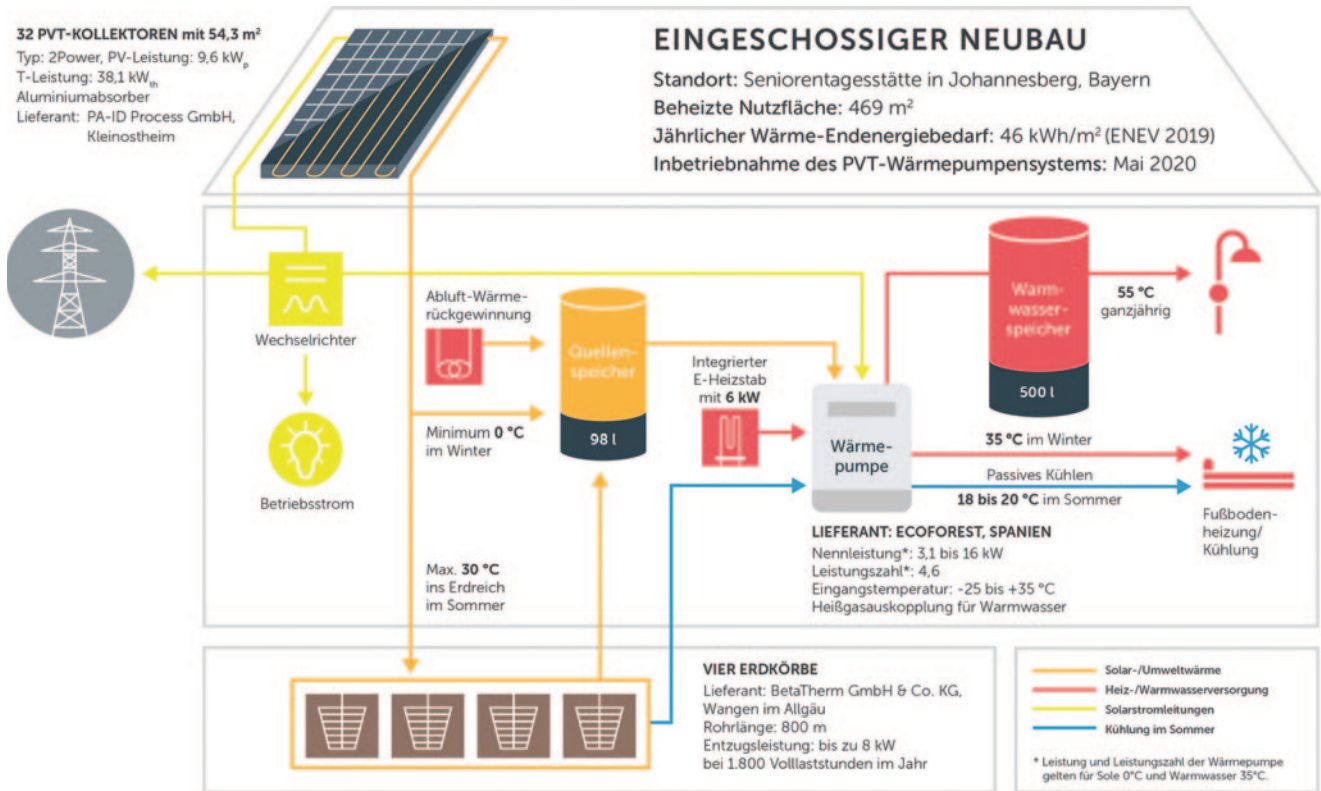 32 PVT-KOLLEKTOREN mit 54,3 m²
Typ: 2Power, PV-Leistung: 9,6 kWp
T-Leistung: 38,1 kWth
Aluminiumabsorber
Lieferant: PA-ID Process GmbH,
Kleinostheim
EINGESCHOSSIGER NEUBAU
Standort: Seniorentagesstätte in Johannesberg, Bayern
Beheizte Nutzfläche: 469 m²
Jährlicher Wärme-Endenergiebedarf: 46 kWh/m² (ENEV 2019)
Inbetriebnahme des PVT-Wärmepumpensystems: Mai 2020
Wechselrichter
Betriebsstrom
Abluft-Wärme-
rückgewinnung
Minimum 0 °C
im Winter
Quellen-
speicher
98 l
Max. 30 °C
ins Erdreich
im Sommer
Integrierter
E-Heizstab
mit 6 kW
Wärme-
pumpe
Warm-
wasser-
speicher
500 l
55 °C
ganzjährig
35 °C im Winter
Passives Kühlen
18 bis 20 °C im Sommer
Fußboden-
heizung/
Kühlung
LIEFERANT: ECOFOREST, SPANIEN
Nennleistung*: 3,1 bis 16 kW
Leistungszahl*: 4,6
Eingangstemperatur: -25 bis +35 °C
Heißgasauskopplung für Warmwasser
VIER ERDKÖRBE
Lieferant: BetaTherm GmbH & Co. KG,
Wangen im Allgäu
Rohrlänge: 800 m
Entzugsleistung: bis zu 8 kW
bei 1.800 Volllaststunden im Jahr
Solar-/Umweltwärme
Heiz-/Warmwasserversorgung
Solarstromleitungen
Kühlung im Sommer
* Leistung und Leistungszahl der Wärmepumpe
gelten für Sole 0°C und Warmwasser 35°C.